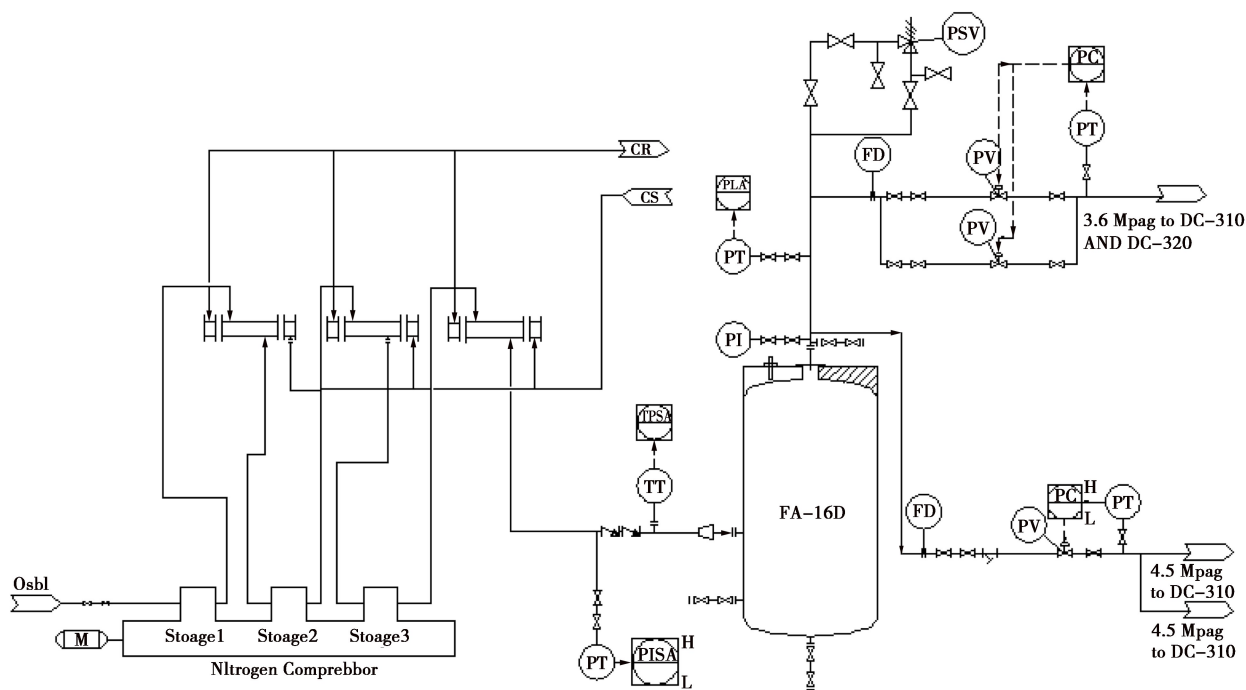 PSV
PC
PT
FD
PV
CR
PLA
CS
3.6 Mpag to DC-310
AND DC-320
PV
PT
PI
TPSA
TT
FA-16D
PC
H
L
PT
FD
PV
Osbl
4.5 Mpag
to DC-310
M
Stoage1
Stoage2
Stoage3
4.5 Mpag
to DC-310
PT
PISA
H
L
NItrogen Comprebbor